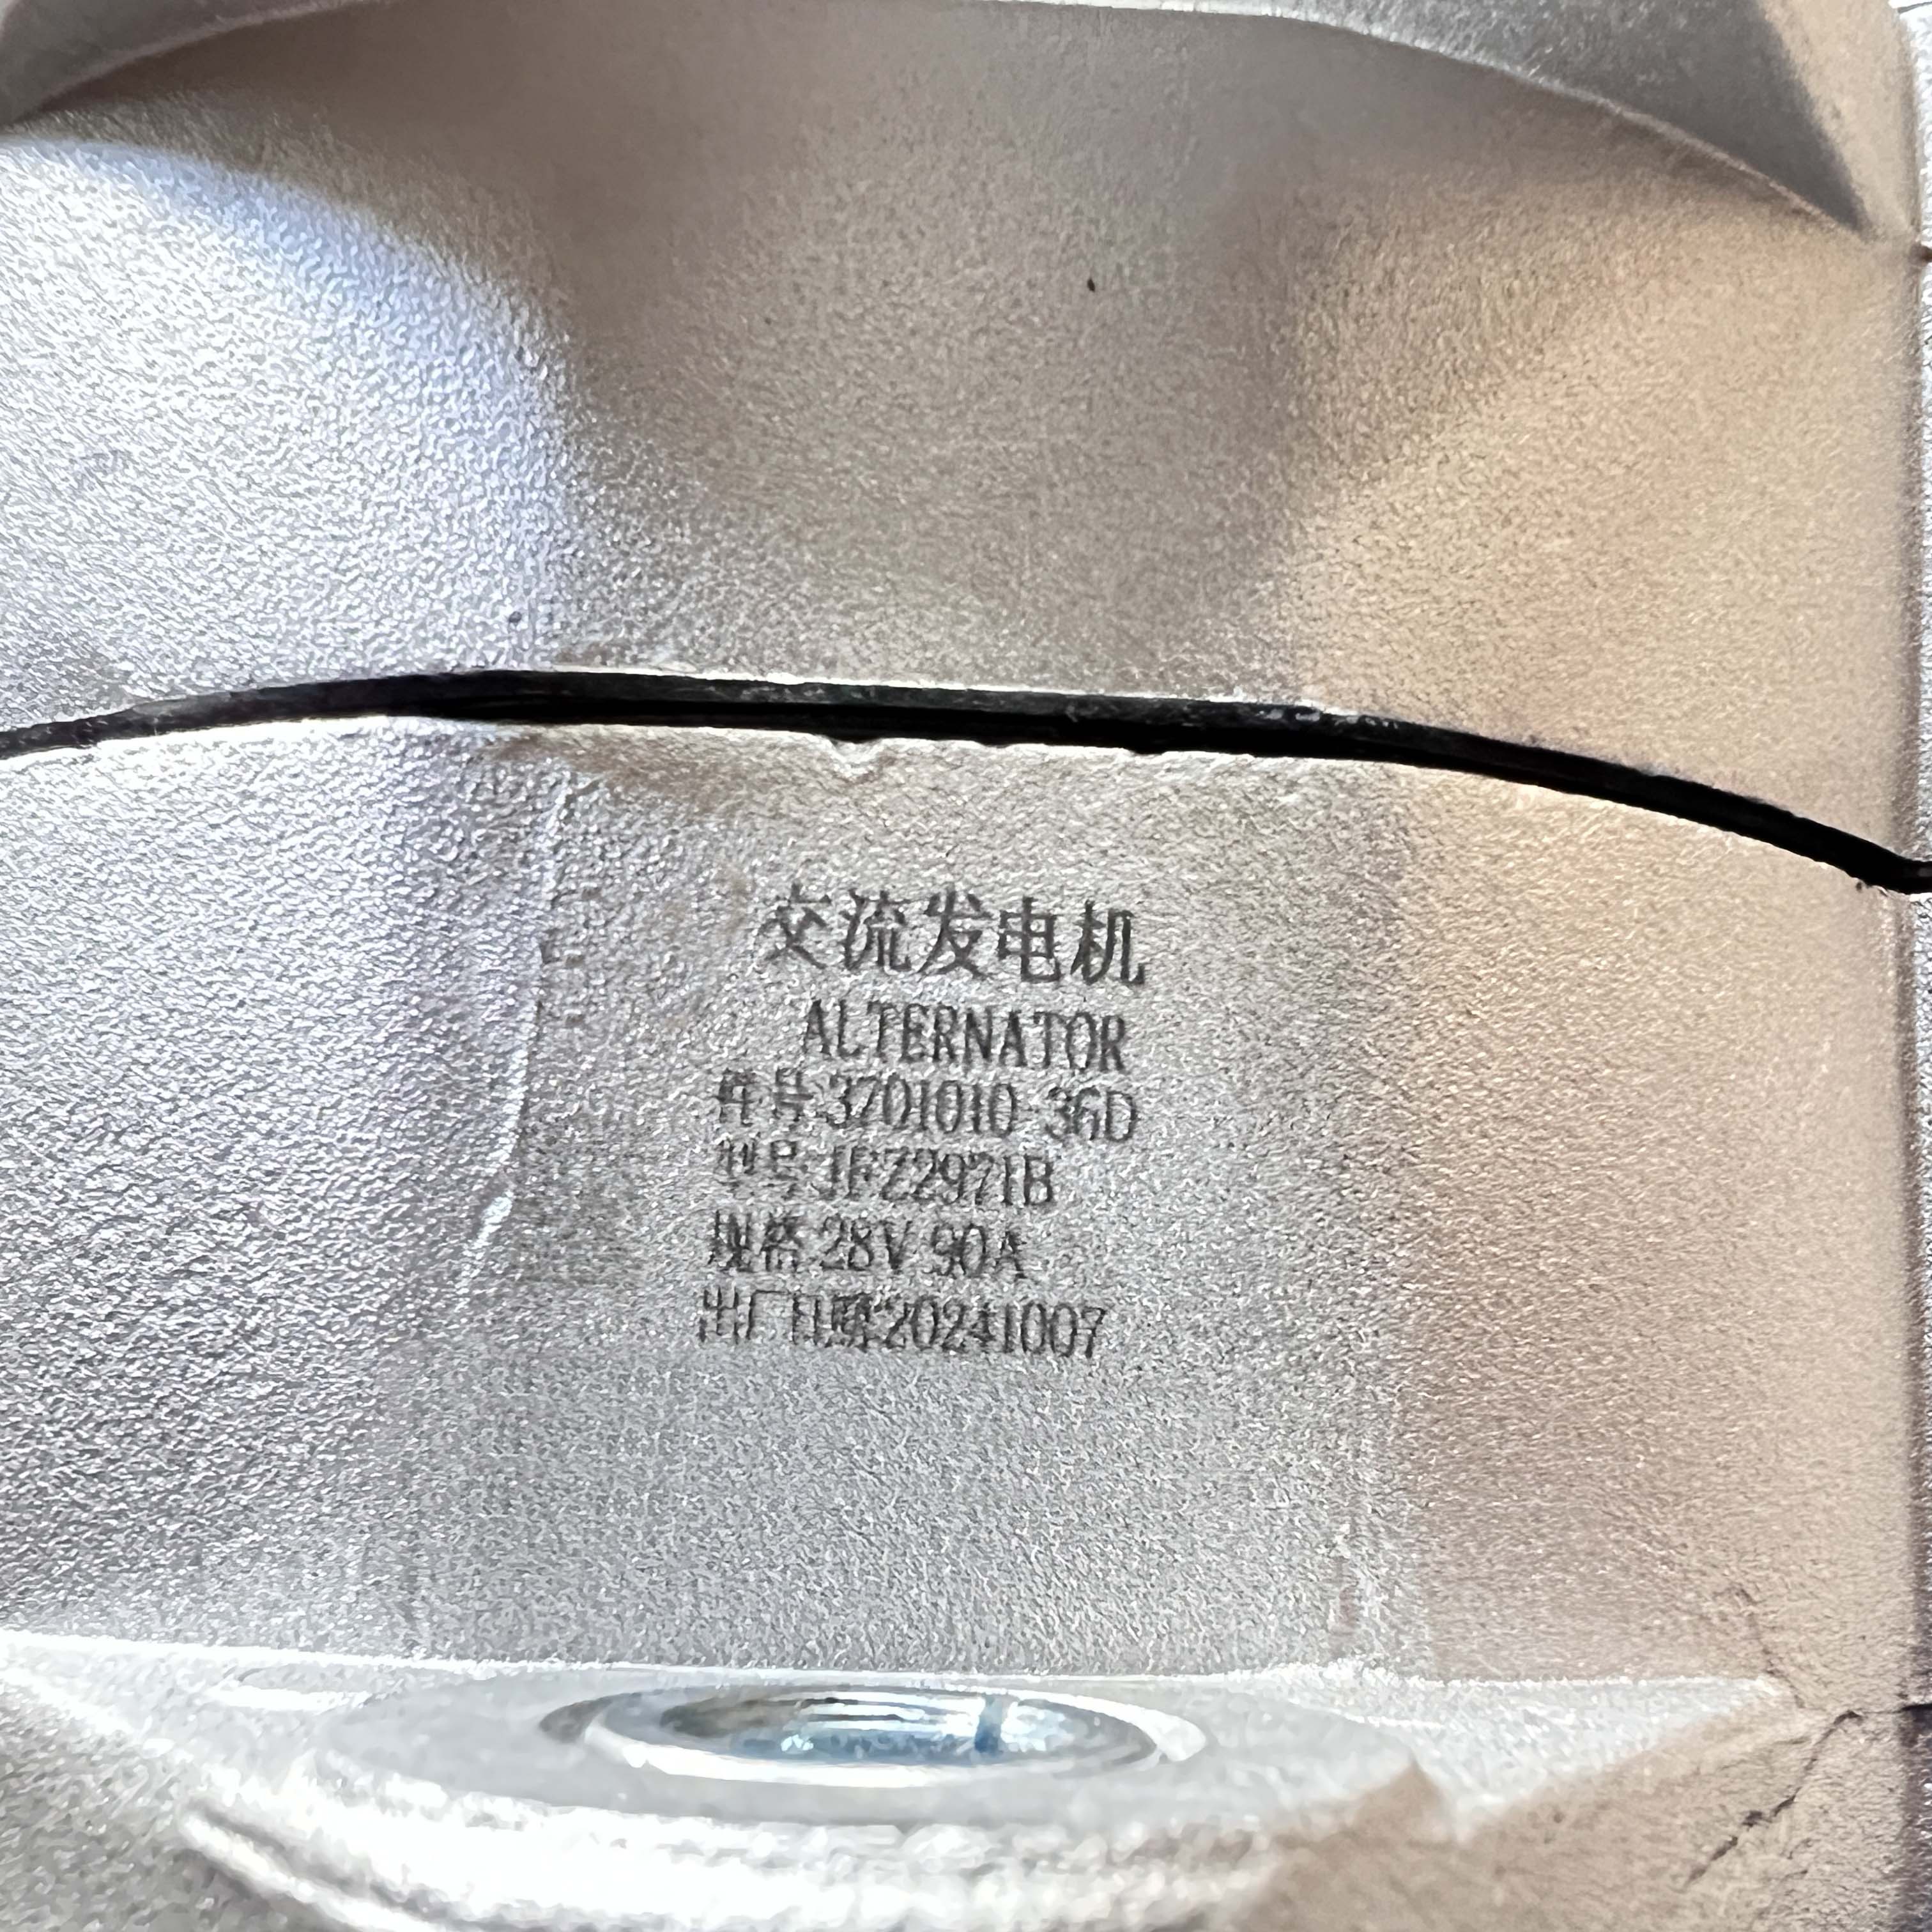 交流发电机
ALTERNATOR
件号:3701010-36D
型号:JFZ2971B
规格:28V 90A
出厂日期:20241007